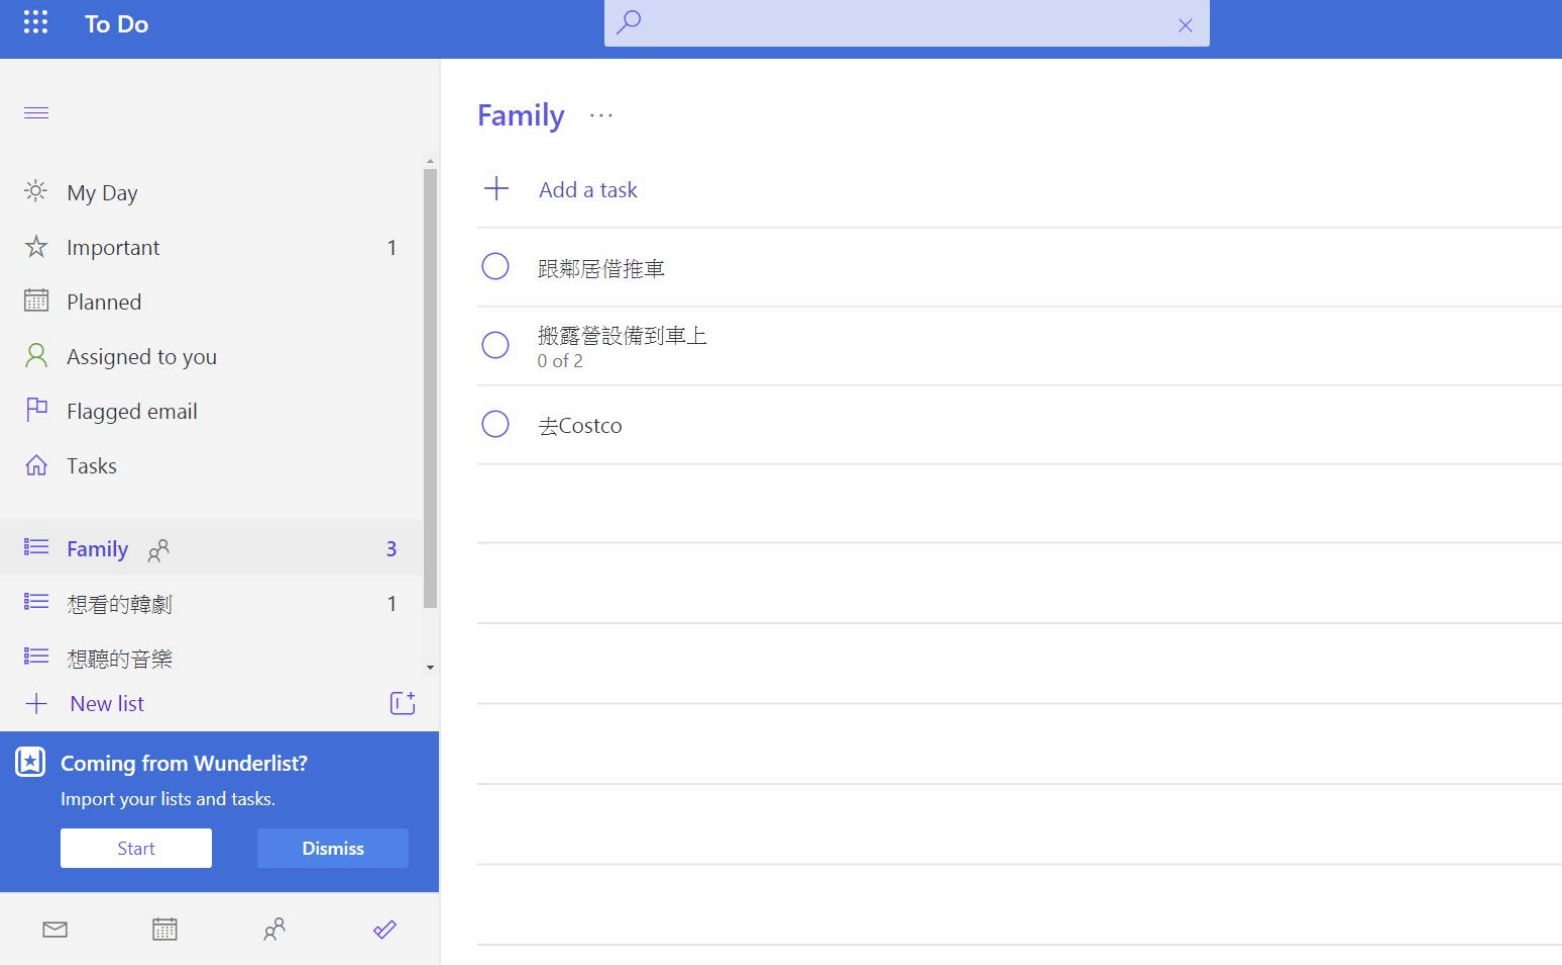 To Do
My Day
Important 1
Planned
Assigned to you
Flagged email
Tasks
Family 3
想看的韓劇 1
想聽的音樂
New list
Coming from Wunderlist?
Import your lists and tasks.
Start Dismiss
Family ...
Add a task
跟鄰居借推車
搬露營設備到車上
0 of 2
去Costco